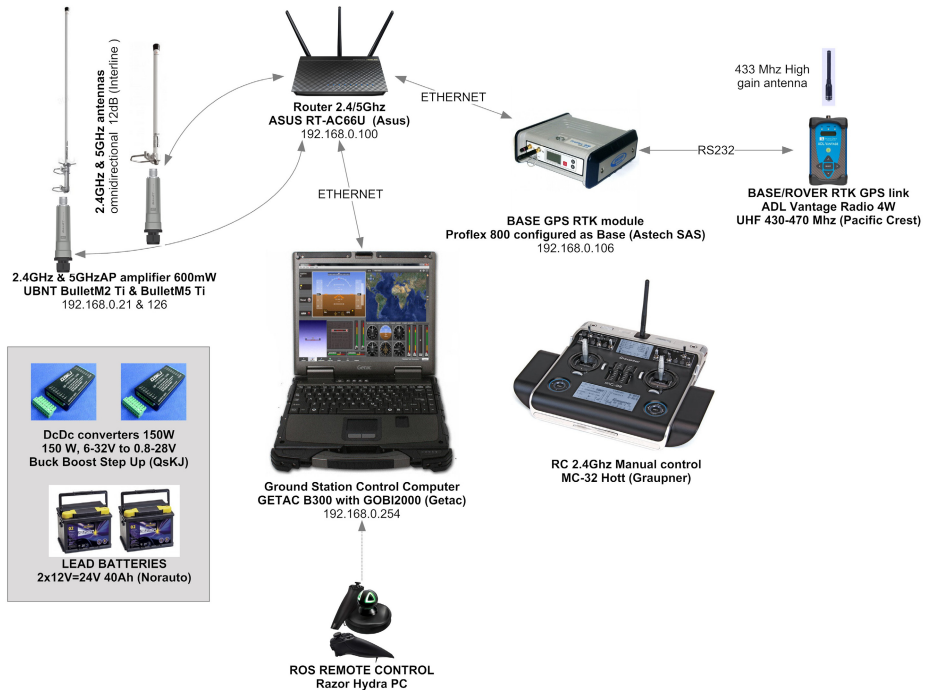 2.4GHz & 5GHz antennas
omnidirectional 12dB (Interline )
Router 2.4/5Ghz
ASUS RT-AC66U (Asus)
192.168.0.100
ETHERNET
433 Mhz High
gain antenna
RS232
BASE GPS RTK module
Proflex 800 configured as Base (Astech SAS)
192.168.0.106
BASE/ROVER RTK GPS link
ADL Vantage Radio 4W
UHF 430-470 Mhz (Pacific Crest)
ETHERNET
2.4GHz & 5GHzAP amplifier 600mW
UBNT BulletM2 Ti & BulletM5 Ti
192.168.0.21 & 126
DcDc converters 150W
150 W, 6-32V to 0.8-28V
Buck Boost Step Up (QsKJ)
LEAD BATTERIES
2x12V=24V 40Ah (Norauto)
Getac
Ground Station Control Computer
GETAC B300 with GOBI2000 (Getac)
192.168.0.254
RC 2.4Ghz Manual control
MC-32 Hott (Graupner)
ROS REMOTE CONTROL
Razor Hydra PC